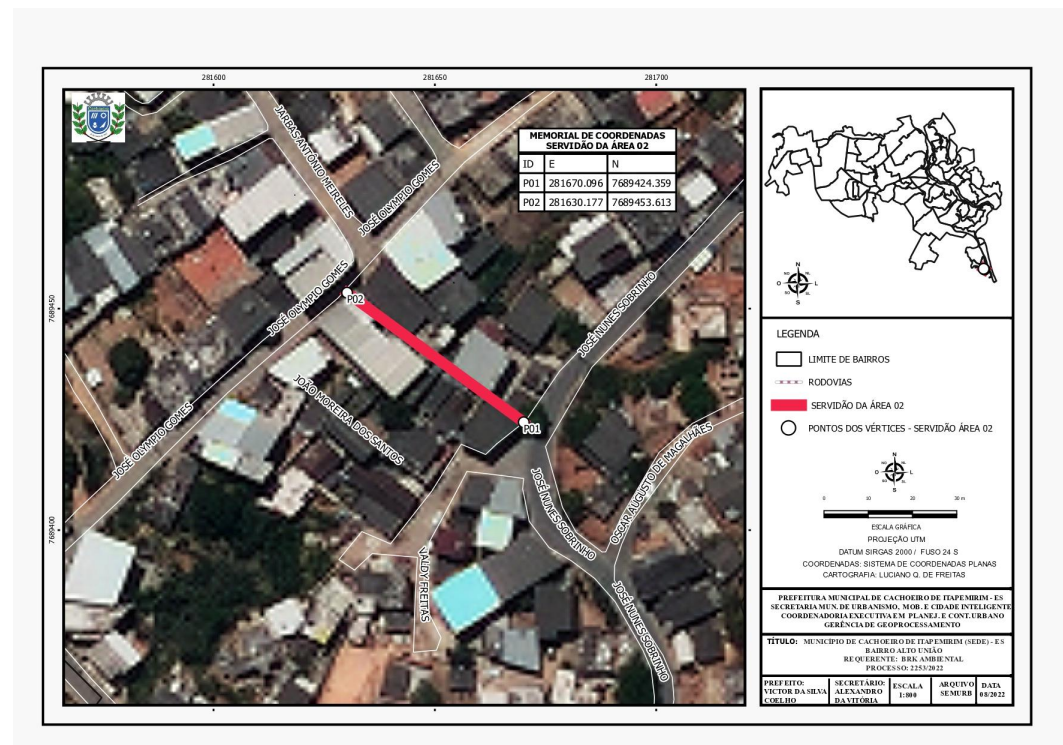 281600
281650
281700
7689450
7689400
JARBAS ANTÔNIO MEIRELES
JOSÉ OLYMPIO GOMES
JOSÉ OLYMPIO GOMES
JOSÉ OLYMPIO GOMES
JOÃO MOREIRA DOS SANTOS
JOSÉ NUNES SOBRINHO
JOSÉ NUNES SOBRINHO
JOSÉ NUNES SOBRINHO
OSCAR AUGUSTO DE MAGALHÃES
VALDY FREITAS
P02
P01
MEMORIAL DE COORDENADAS
SERVIDÃO DA ÁREA 02
ID E N
P01 281670.096 7689424.359
P02 281630.177 7689453.613
N
O L
S
LEGENDA
LIMITE DE BAIRROS
RODOVIAS
SERVIDÃO DA ÁREA 02
PONTOS DOS VÉRTICES - SERVIDÃO ÁREA 02
N
O L
S
0 10 20 30 m
ESCALA GRÁFICA
PROJEÇÃO UTM
DATUM SIRGAS 2000 / FUSO 24 S
COORDENADAS: SISTEMA DE COORDENADAS PLANAS
CARTOGRAFIA: LUCIANO Q. DE FREITAS
PREFEITURA MUNICIPAL DE CACHOEIRO DE ITAPEMIRIM - ES
SECRETARIA MUN. DE URBANISMO, MOB. E CIDADE INTELIGENTE
COORDENADORIA EXECUTIVA EM PLANEJ. E CONT. URBANO
GERÊNCIA DE GEOPROCESSAMENTO
TÍTULO: MUNICÍPIO DE CACHOEIRO DE ITAPEMIRIM (SEDE) - ES
BAIRRO ALTO UNIÃO
REQUERENTE: BRK AMBIENTAL
PROCESSO: 2253/2022
PREFEITO:
VICTOR DA SILVA
COELHO
SECRETÁRIO:
ALEXANDRO
DA VITÓRIA
ESCALA
1:800
ARQUIVO
SEMURB
DATA
08/2022